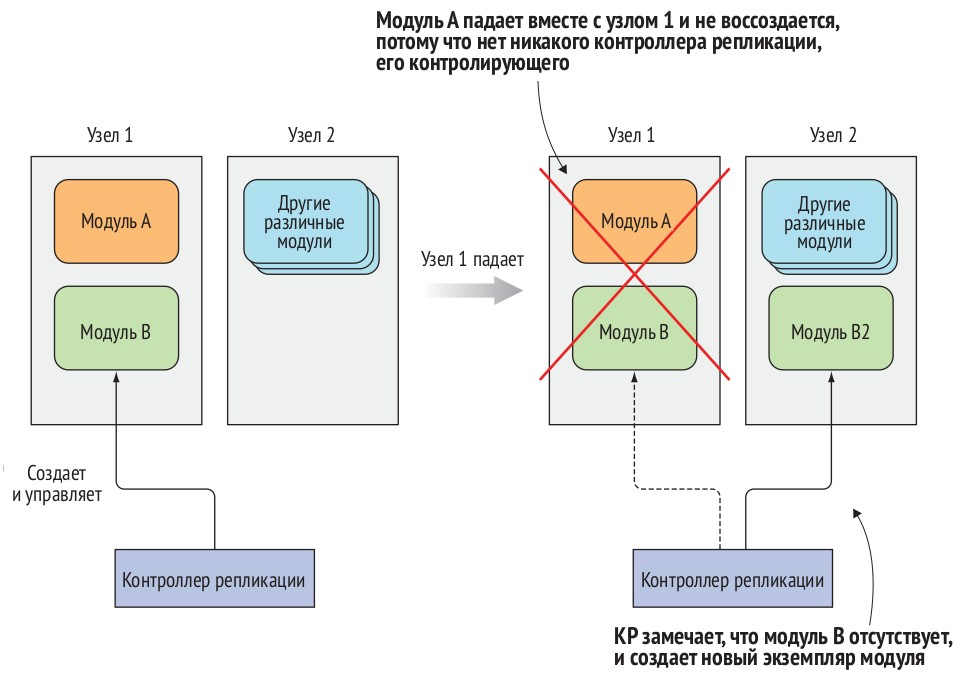 Модуль А падает вместе с узлом 1 и не воссоздается,
потому что нет никакого контроллера репликации,
его контролирующего
Узел 1
Узел 2
Модуль А
Другие
различные
модули
Модуль В
Создает
и управляет
Контроллер репликации
Узел 1 падает
Узел 1
Узел 2
Модуль А
Другие
различные
модули
Модуль В
Модуль В2
Контроллер репликации
КР замечает, что модуль В отсутствует,
и создает новый экземпляр модуля